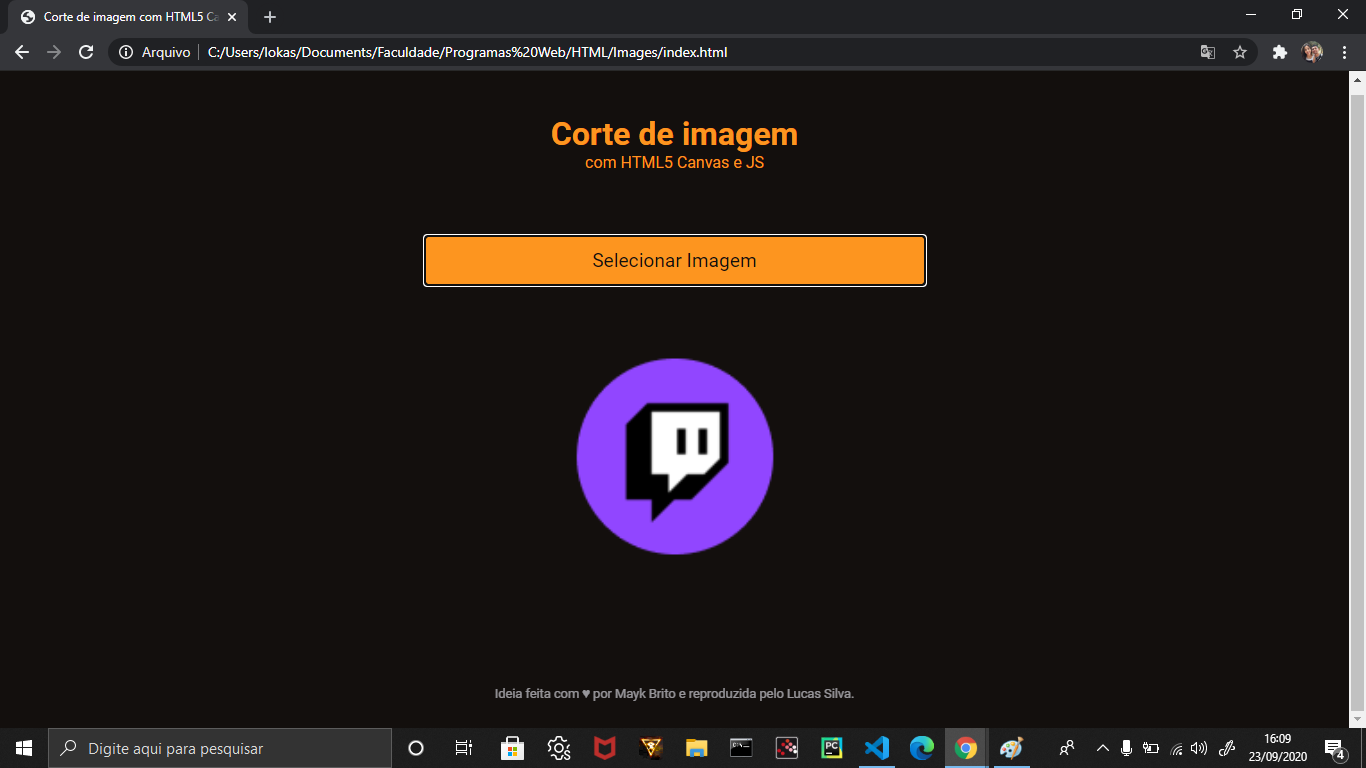 Corte de imagem com HTML5 Ca
Arquivo
C:/Users/lokas/Documents/Faculdade/Programas%20Web/HTML/Images/index.html
Corte de imagem
com HTML5 Canvas e JS
Selecionar Imagem
Ideia feita com ♥ por Mayk Brito e reproduzida pelo Lucas Silva.
Digite aqui para pesquisar
PC
16:09
23/09/2020
4